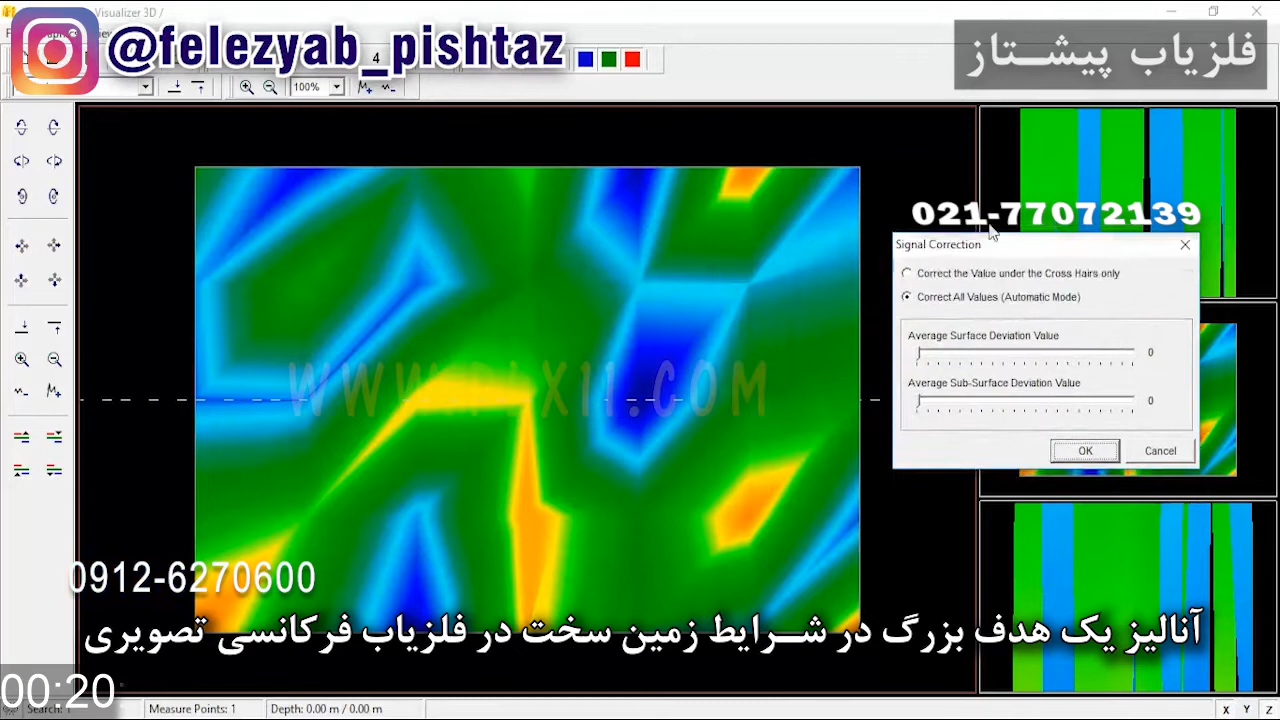 Visualizer 3D /
@felezyab_pishtaz
فلزیاب پیشتاز
4
100%
021-77072139
Signal Correction
Correct the Value under the Cross Hairs only
Correct All Values (Automatic Mode)
Average Surface Deviation Value
0
Average Sub-Surface Deviation Value
0
OK
Cancel
0912-6270600
آنالیز یک هدف بزرگ در شرایط زمین سخت در فلزیاب فرکانسی تصویری
00:20
Search: 1
Measure Points: 1
Depth: 0.00 m / 0.00 m
X Y Z